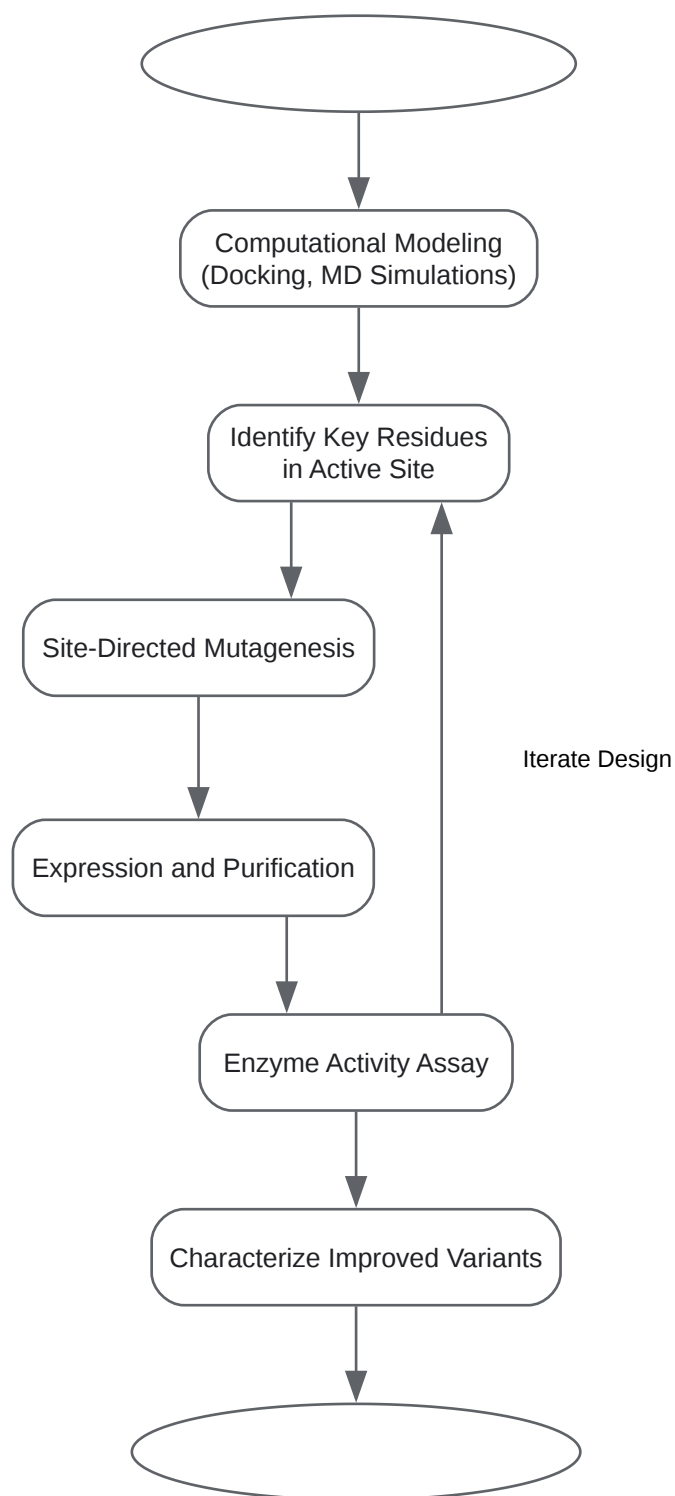 Computational Modeling
(Docking, MD Simulations)
Identify Key Residues
in Active Site
Site-Directed Mutagenesis
Iterate Design
Expression and Purification
Enzyme Activity Assay
Characterize Improved Variants